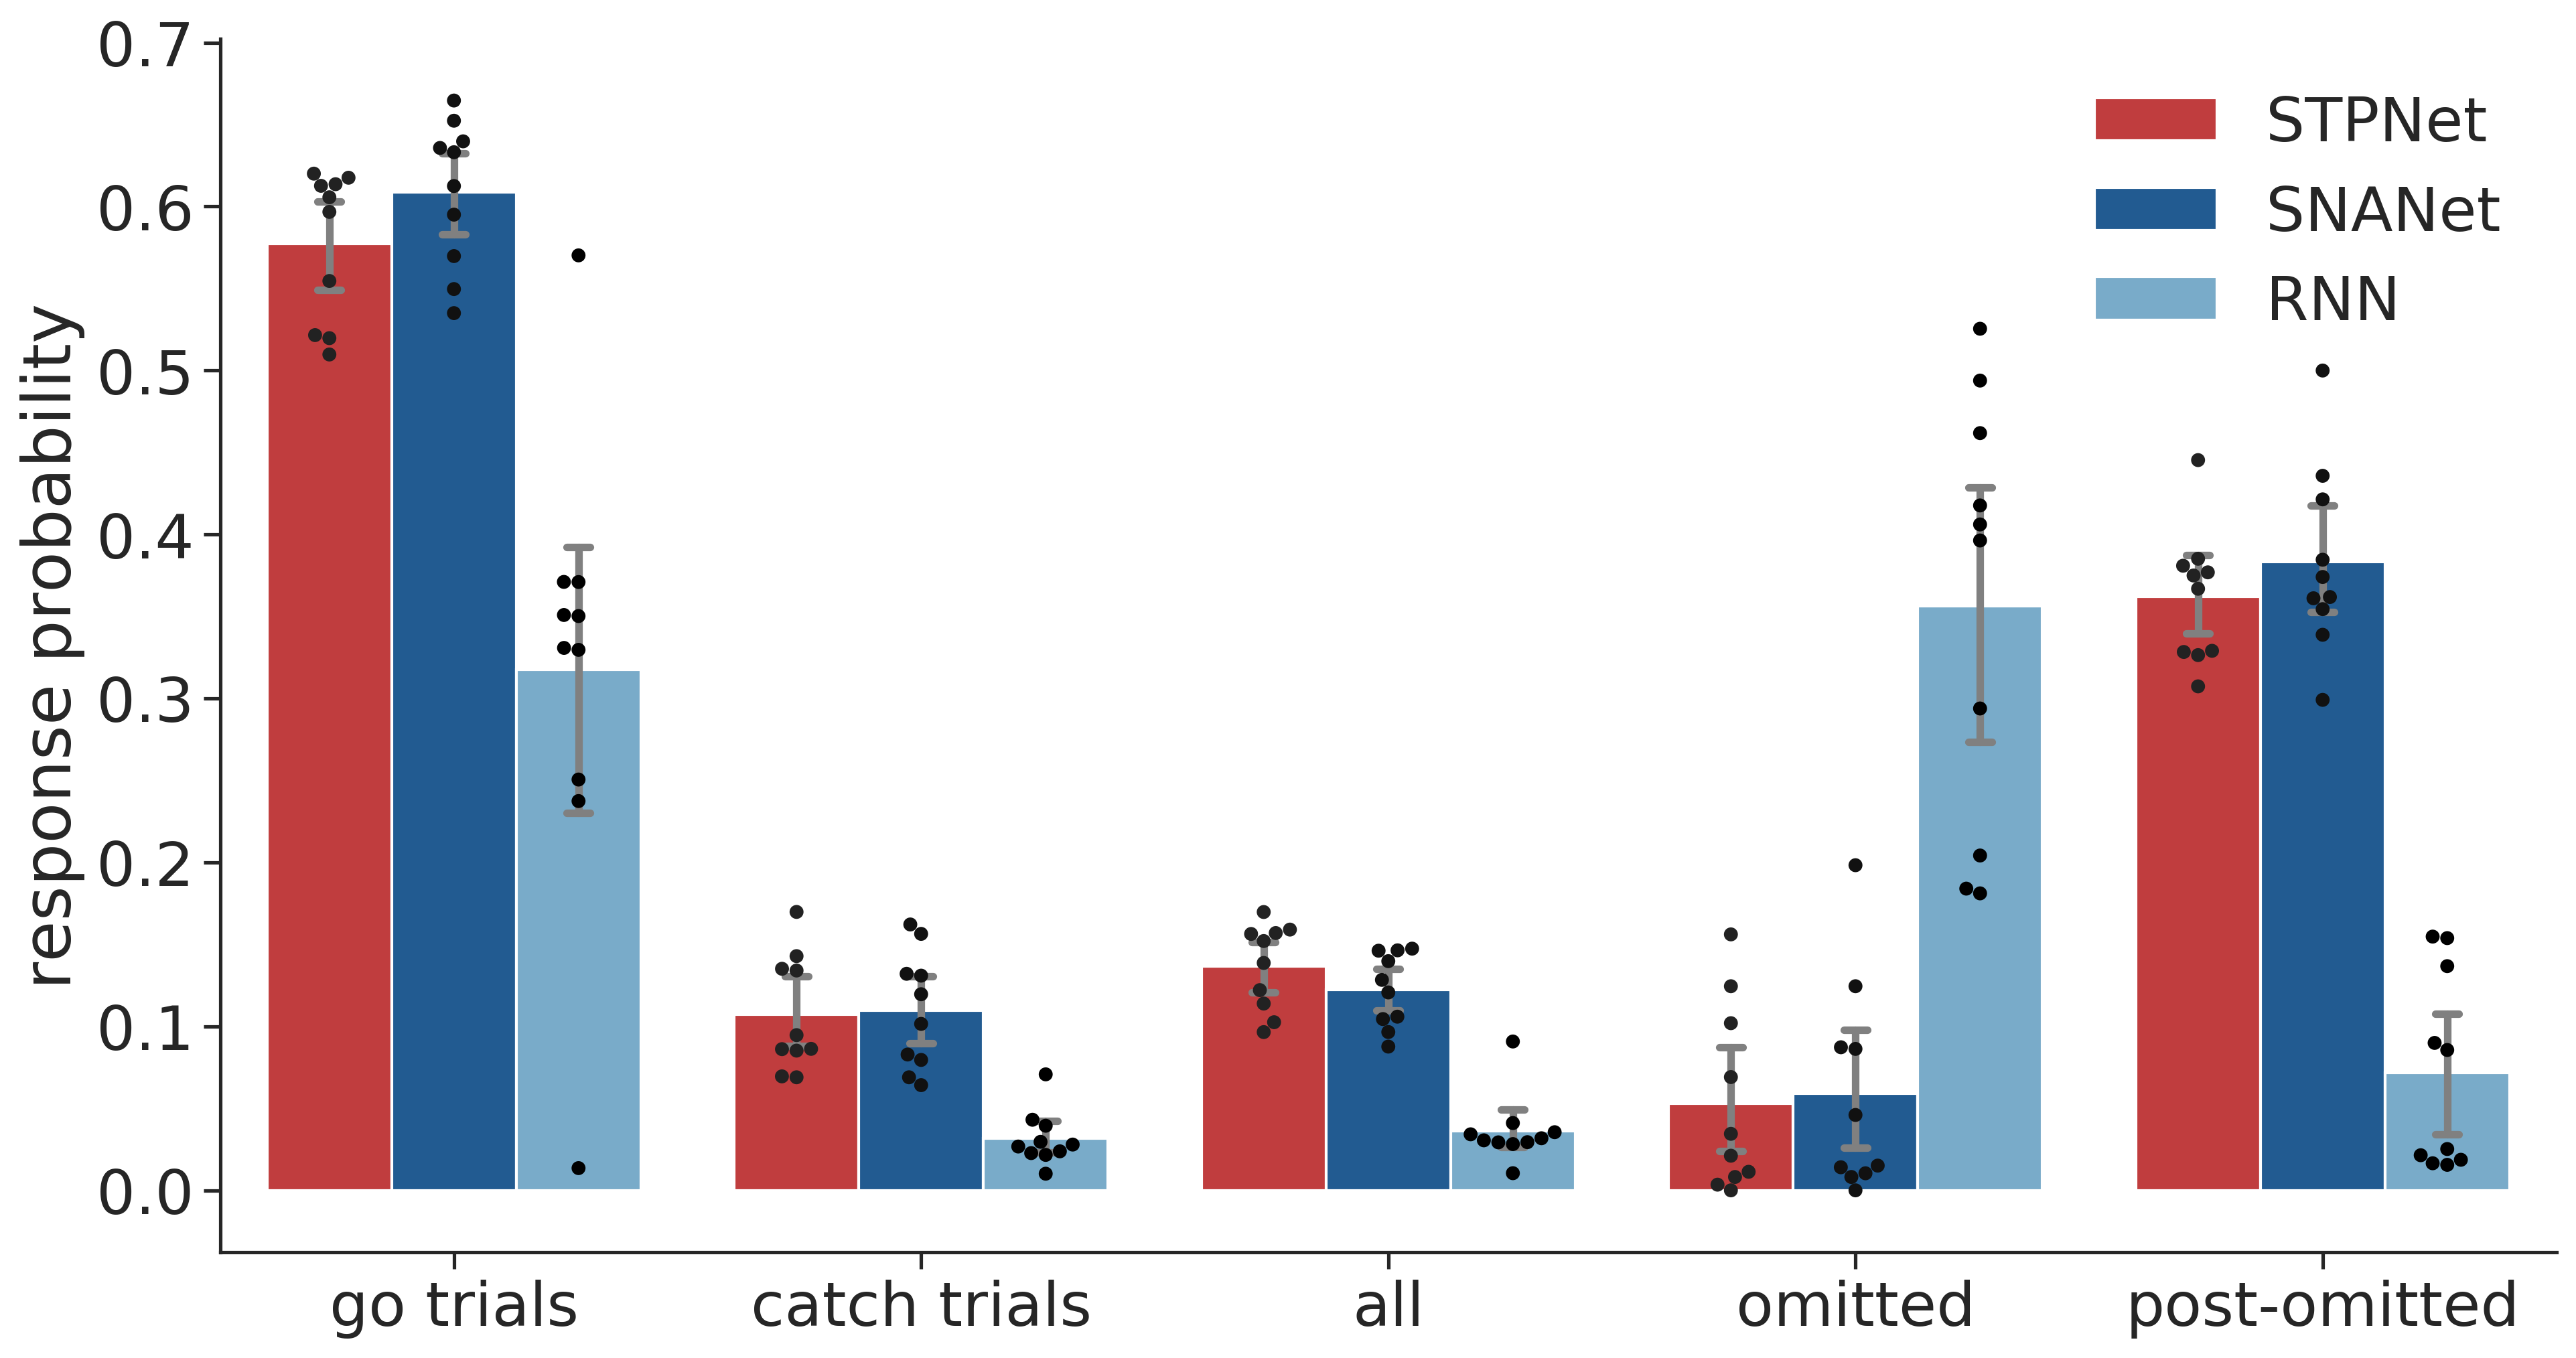 response probability
0.7
0.6
0.5
0.4
0.3
0.2
0.1
0.0
STPNet
SNANet
RNN
go trials
catch trials
all
omitted
post-omitted